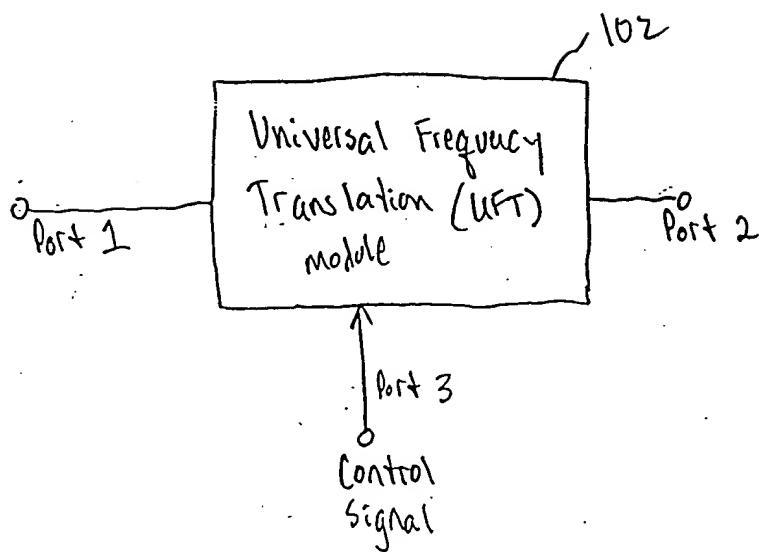 102
Universal Frequency
Translation (UFT)
module
Port 1
Port 2
Port 3
Control
Signal